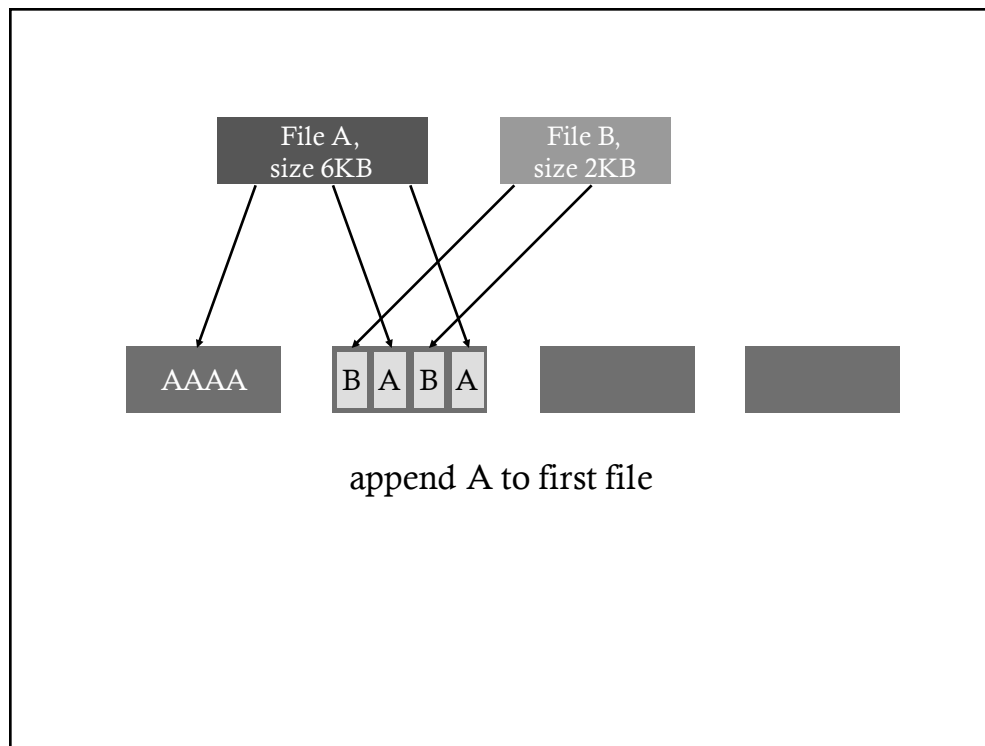 File A,
size 6KB
File B,
size 2KB
AAAA
B A B A
append A to first file